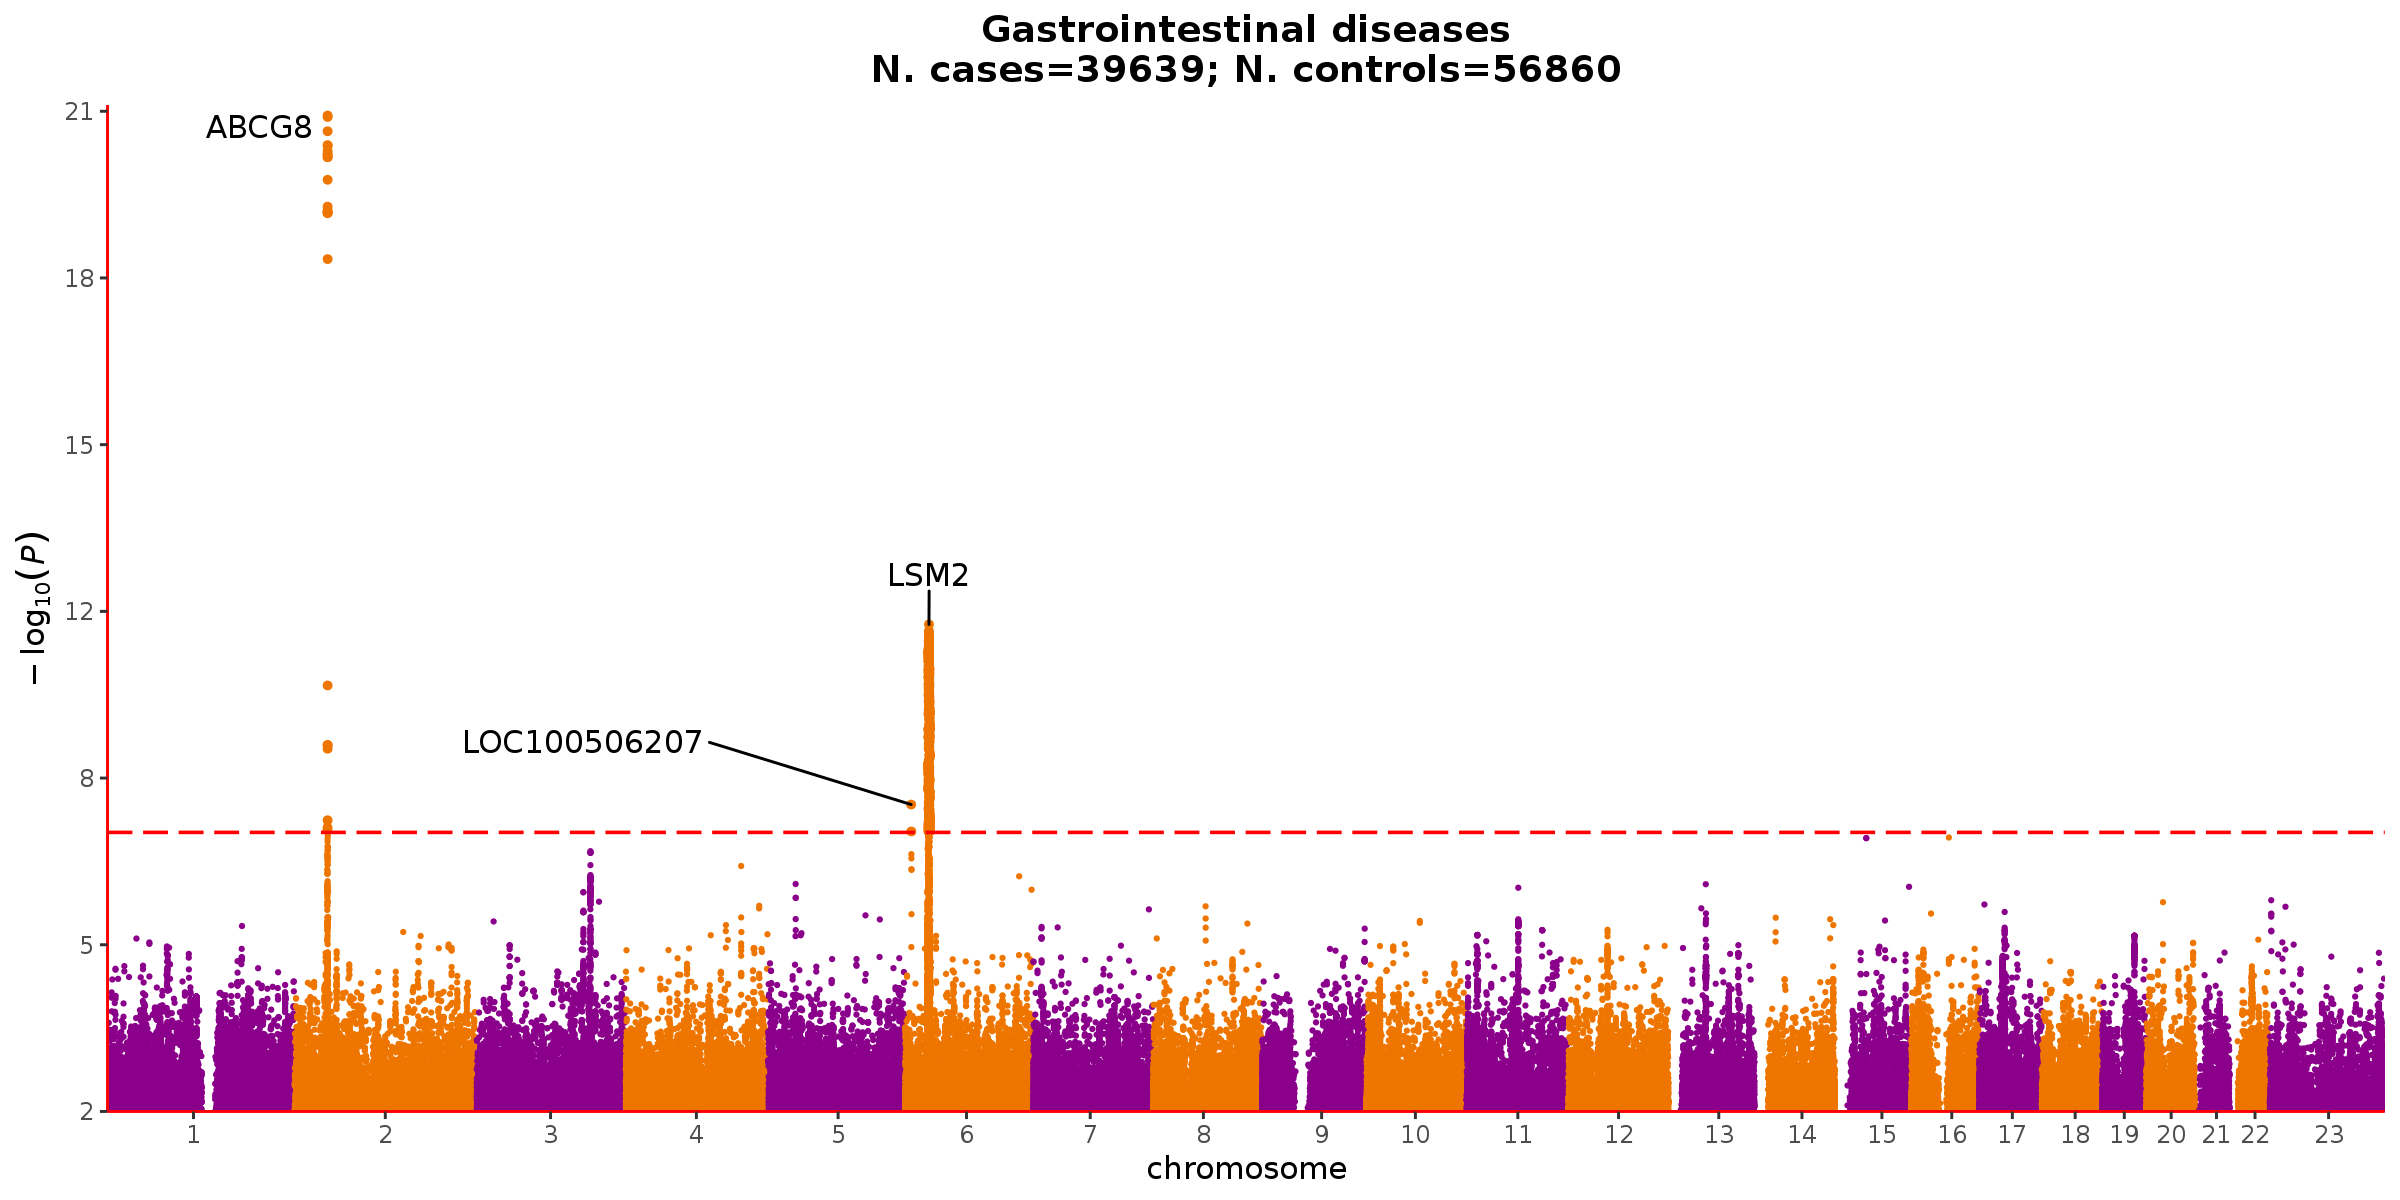 Gastrointestinal diseases
N. cases=39639; N. controls=56860
21
ABCG8
18
15
12
LSM2
LOC100506207
8
5
2
−log10(P)
1 2 3 4 5 6 7 8 9 10 11 12 13 14 15 16 17 18 19 20 21 22 23
chromosome